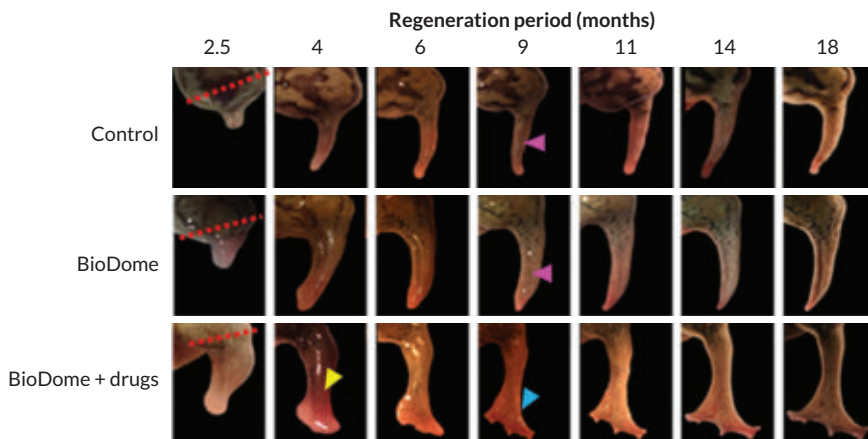 Regeneration period (months)
2.5 4 6 9 11 14 18
Control
BioDome
BioDome + drugs